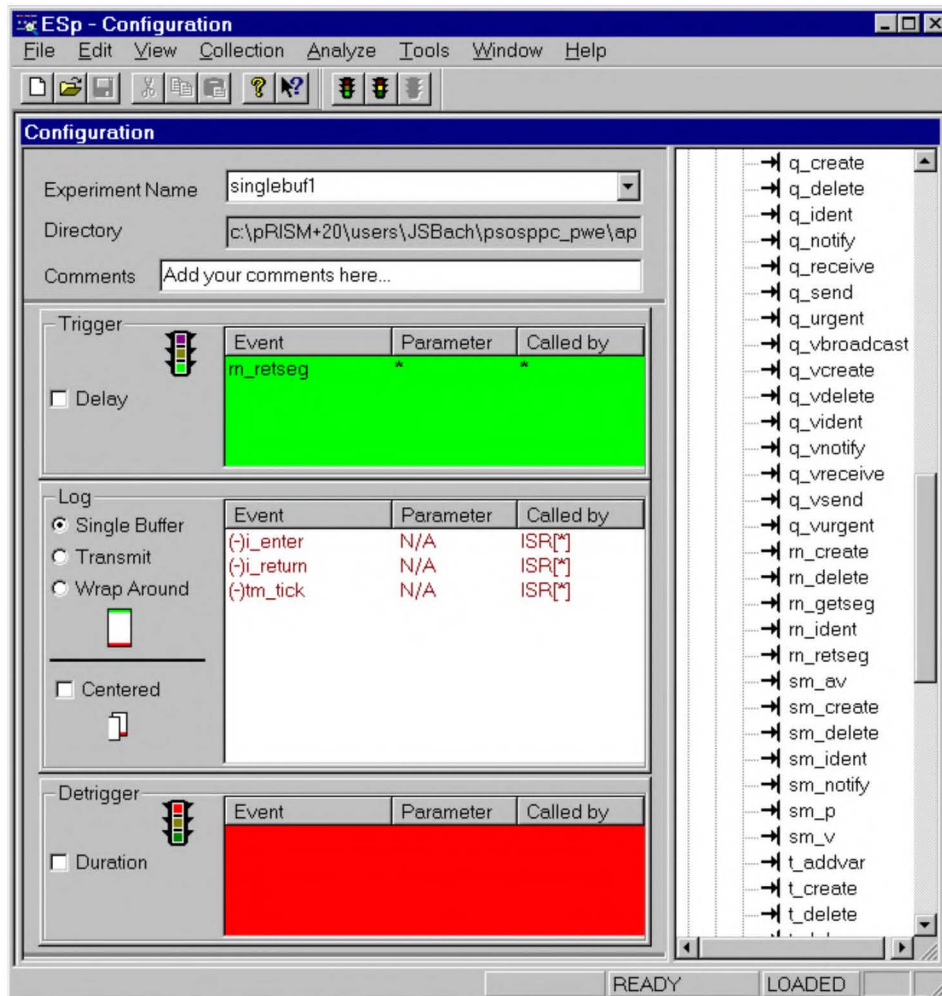 ESp - Configuration
File Edit View Collection Analyze Tools Window Help
Configuration
Experiment Name singlebuf1
Directory c:\pRISM+20\users\JSBach\psosppc_pwe\ap
Comments Add your comments here...
Trigger
Event Parameter Called by
rn_retseg * *
Delay
Log
Single Buffer
Transmit
Wrap Around
Centered
Event Parameter Called by
(-)i_enter N/A ISR[*]
(-)i_return N/A ISR[*]
(-)tm_tick N/A ISR[*]
Detrigger
Event Parameter Called by
Duration
q_create
q_delete
q_ident
q_notify
q_receive
q_send
q_urgent
q_vbroadcast
q_vcreate
q_vdelete
q_vident
q_vnotify
q_vreceive
q_vsend
q_vurgent
rn_create
rn_delete
rn_getseg
rn_ident
rn_retseg
sm_av
sm_create
sm_delete
sm_ident
sm_notify
sm_p
sm_v
t_addvar
t_create
t_delete
READY LOADED